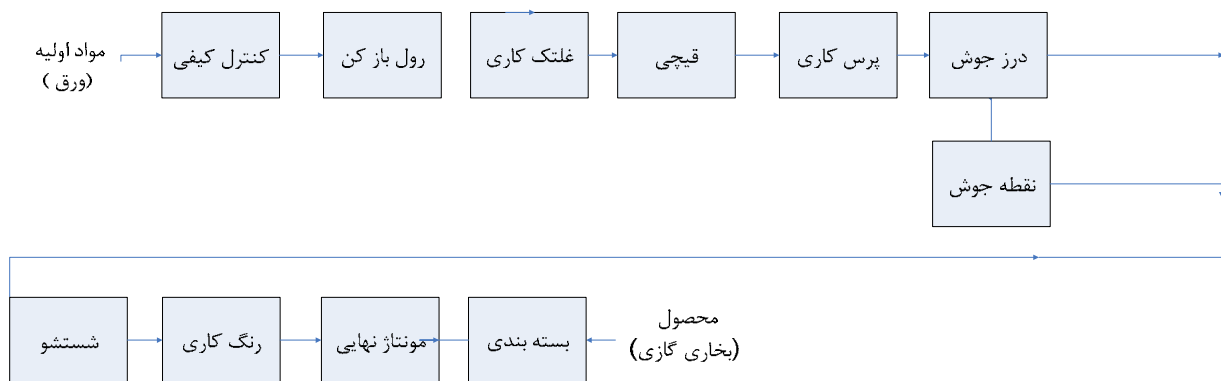 مواد اولیه
(ورق )
کنترل کیفی
رول باز کن
غلتک کاری
قیچی
پرس کاری
درز جوش
نقطه جوش
شستشو
رنگ کاری
مونتاژ نهایی
بسته بندی
محصول
(بخاری گازی)